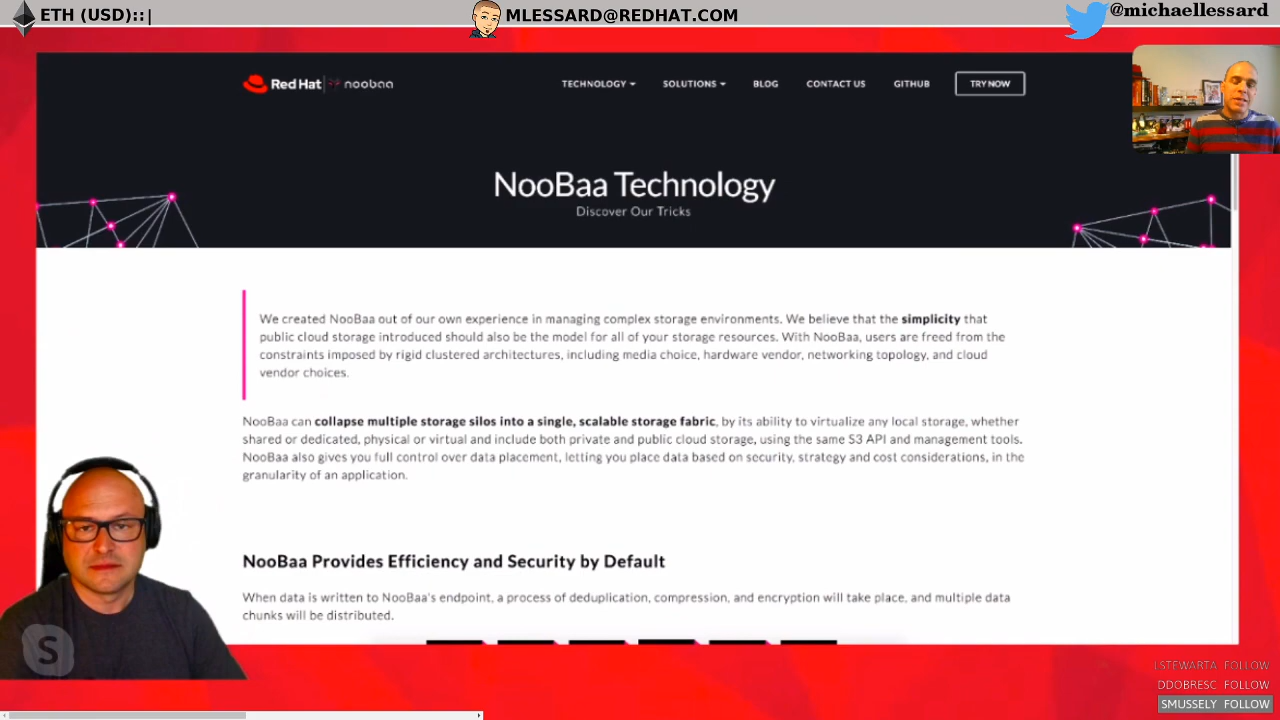 ETH (USD)::|
MLESSARD@REDHAT.COM
@michaellessard
Red Hat noobaa
TECHNOLOGY SOLUTIONS BLOG CONTACT US GITHUB TRY NOW
NooBaa Technology
Discover Our Tricks
We created NooBaa out of our own experience in managing complex storage environments. We believe that the simplicity that
public cloud storage introduced should also be the model for all of your storage resources. With NooBaa, users are freed from the
constraints imposed by rigid clustered architectures, including media choice, hardware vendor, networking topology, and cloud
vendor choices.
NooBaa can collapse multiple storage silos into a single, scalable storage fabric, by its ability to virtualize any local storage, whether
shared or dedicated, physical or virtual and include both private and public cloud storage, using the same S3 API and management tools.
NooBaa also gives you full control over data placement, letting you place data based on security, strategy and cost considerations, in the
granularity of an application.
NooBaa Provides Efficiency and Security by Default
When data is written to NooBaa's endpoint, a process of deduplication, compression, and encryption will take place, and multiple data
chunks will be distributed.
S
LSTEWARTA FOLLOW
DDOBRESC FOLLOW
SMUSSELY FOLLOW